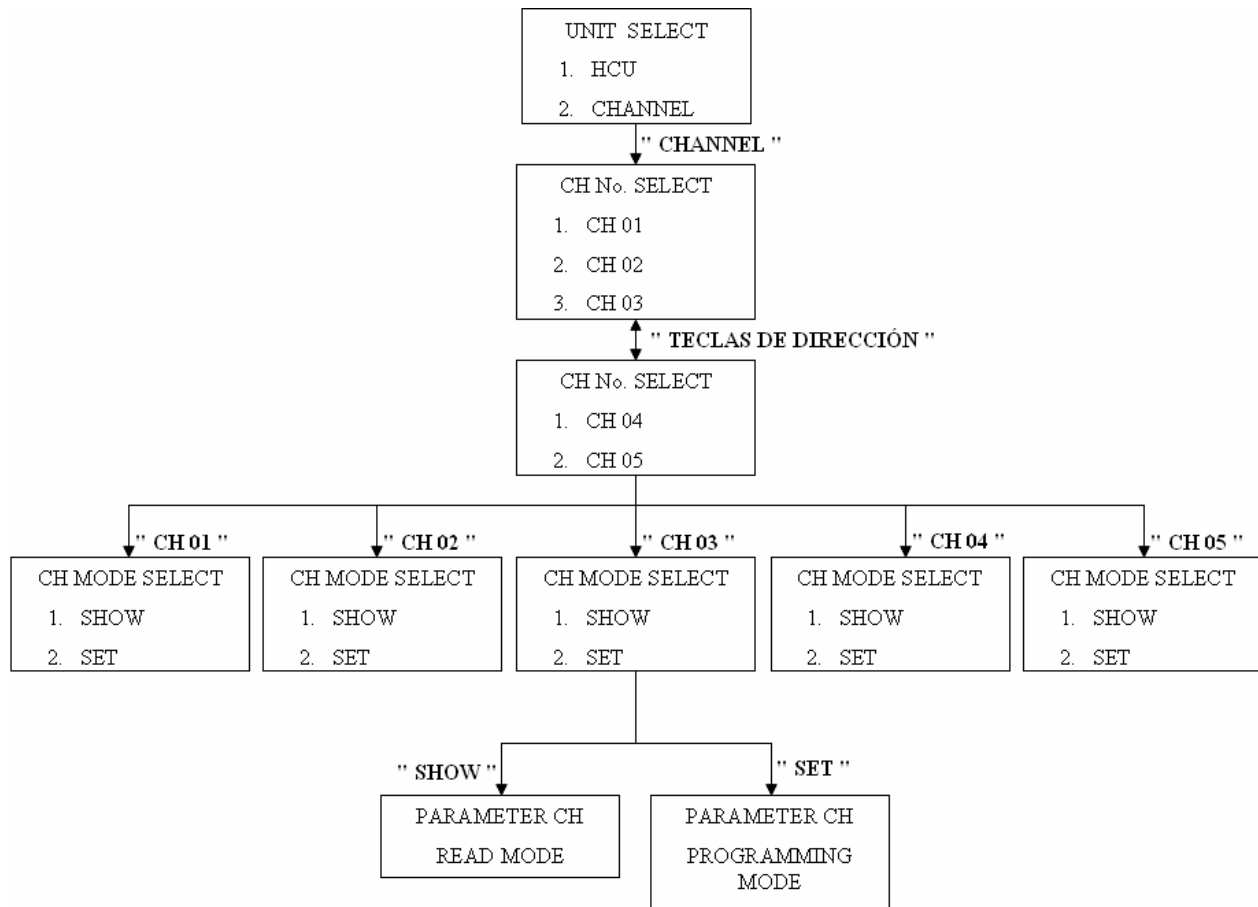 UNIT SELECT
1. HCU
2. CHANNEL
" CHANNEL "
CH No. SELECT
1. CH 01
2. CH 02
3. CH 03
" TECLAS DE DIRECCIÓN "
CH No. SELECT
1. CH 04
2. CH 05
" CH 01 "
" CH 02 "
" CH 03 "
" CH 04 "
" CH 05 "
CH MODE SELECT
1. SHOW
2. SET
CH MODE SELECT
1. SHOW
2. SET
CH MODE SELECT
1. SHOW
2. SET
CH MODE SELECT
1. SHOW
2. SET
CH MODE SELECT
1. SHOW
2. SET
" SHOW "
" SET "
PARAMETER CH
READ MODE
PARAMETER CH
PROGRAMMING
MODE